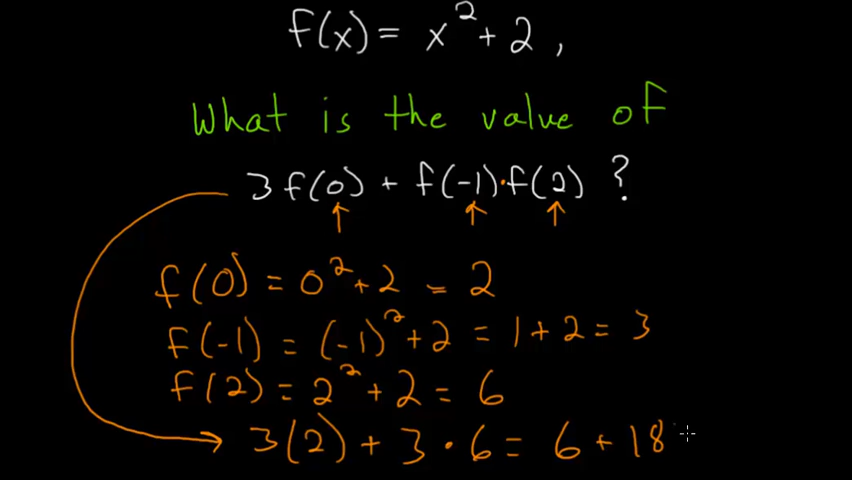 f(x) = x² + 2 ,
What is the value of
3f(0) + f(-1)·f(2) ?
f(0) = 0² + 2 = 2
f(-1) = (-1)² + 2 = 1 + 2 = 3
f(2) = 2² + 2 = 6
3(2) + 3 · 6 = 6 + 18